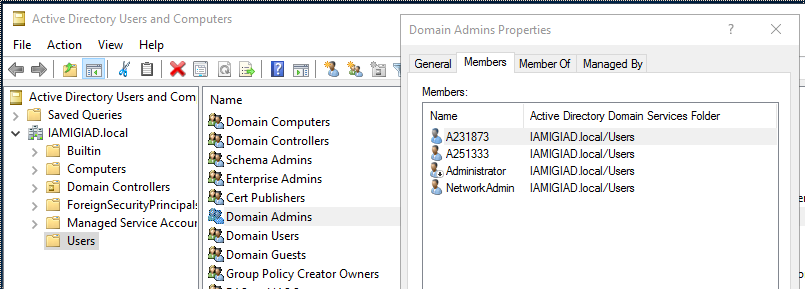 Active Directory Users and Computers
File Action View Help
Active Directory Users and Com
Saved Queries
IAMIGIAD.local
Builtin
Computers
Domain Controllers
ForeignSecurityPrincipals
Managed Service Accour
Users
Name
Domain Computers
Domain Controllers
Schema Admins
Enterprise Admins
Cert Publishers
Domain Admins
Domain Users
Domain Guests
Group Policy Creator Owners
Domain Admins Properties ? ×
General Members Member Of Managed By
Members:
Name Active Directory Domain Services Folder
A231873 IAMIGIAD.local/Users
A251333 IAMIGIAD.local/Users
Administrator IAMIGIAD.local/Users
NetworkAdmin IAMIGIAD.local/Users